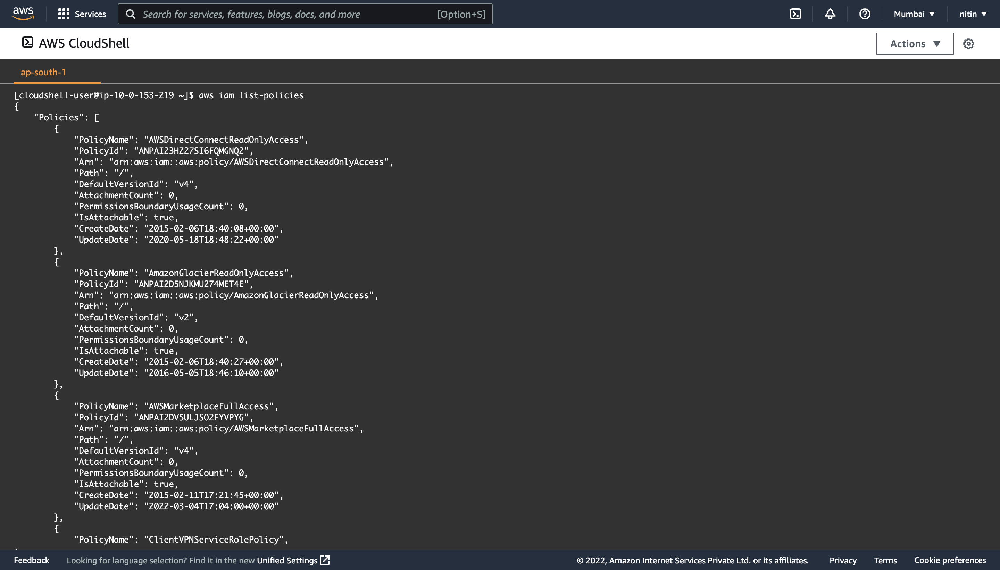 aws Services Search for services, features, blogs, docs, and more [Option+S] Mumbai nitin
AWS CloudShell Actions
ap-south-1
[cloudshell-user@ip-10-0-153-219 ~]$ aws iam list-policies
{
    "Policies": [
        {
            "PolicyName": "AWSDirectConnectReadOnlyAccess",
            "PolicyId": "ANPAI23HZ27SI6FQMGNQ2",
            "Arn": "arn:aws:iam::aws:policy/AWSDirectConnectReadOnlyAccess",
            "Path": "/",
            "DefaultVersionId": "v4",
            "AttachmentCount": 0,
            "PermissionsBoundaryUsageCount": 0,
            "IsAttachable": true,
            "CreateDate": "2015-02-06T18:40:08+00:00",
            "UpdateDate": "2020-05-18T18:48:22+00:00"
        },
        {
            "PolicyName": "AmazonGlacierReadOnlyAccess",
            "PolicyId": "ANPAI2D5NJKMU274MET4E",
            "Arn": "arn:aws:iam::aws:policy/AmazonGlacierReadOnlyAccess",
            "Path": "/",
            "DefaultVersionId": "v2",
            "AttachmentCount": 0,
            "PermissionsBoundaryUsageCount": 0,
            "IsAttachable": true,
            "CreateDate": "2015-02-06T18:40:27+00:00",
            "UpdateDate": "2016-05-05T18:46:10+00:00"
        },
        {
            "PolicyName": "AWSMarketplaceFullAccess",
            "PolicyId": "ANPAI2DV5ULJSO2FYVPYG",
            "Arn": "arn:aws:iam::aws:policy/AWSMarketplaceFullAccess",
            "Path": "/",
            "DefaultVersionId": "v4",
            "AttachmentCount": 0,
            "PermissionsBoundaryUsageCount": 0,
            "IsAttachable": true,
            "CreateDate": "2015-02-11T17:21:45+00:00",
            "UpdateDate": "2022-03-04T17:04:00+00:00"
        },
        {
            "PolicyName": "ClientVPNServiceRolePolicy",
Feedback Looking for language selection? Find it in the new Unified Settings © 2022, Amazon Internet Services Private Ltd. or its affiliates. Privacy Terms Cookie preferences